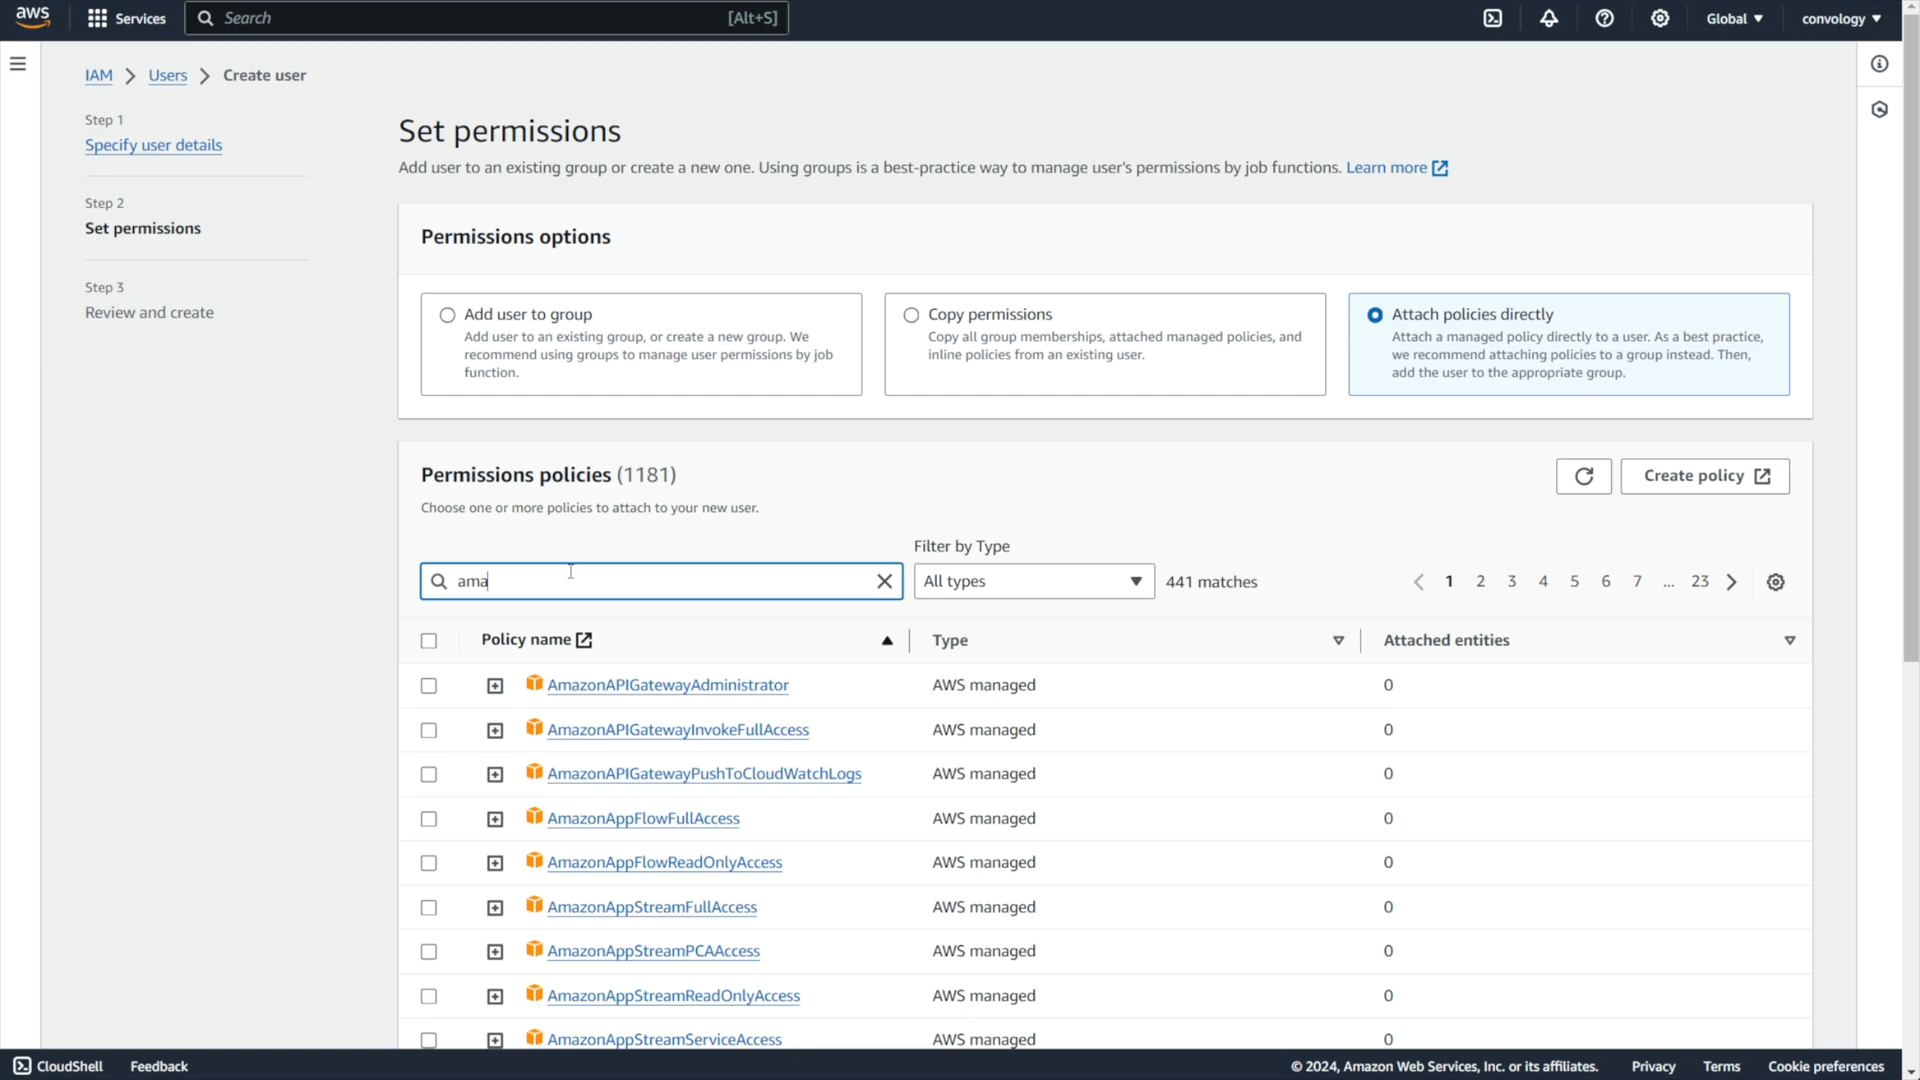 aws Services Search [Alt+S] Global ▼ convology ▼
IAM > Users > Create user
Step 1
Specify user details
Step 2
Set permissions
Step 3
Review and create
Set permissions
Add user to an existing group or create a new one. Using groups is a best-practice way to manage user's permissions by job functions. Learn more
Permissions options
Add user to group
Add user to an existing group, or create a new group. We
recommend using groups to manage user permissions by job
function.
Copy permissions
Copy all group memberships, attached managed policies, and
inline policies from an existing user.
Attach policies directly
Attach a managed policy directly to a user. As a best practice,
we recommend attaching policies to a group instead. Then,
add the user to the appropriate group.
Permissions policies (1181)
Create policy
Choose one or more policies to attach to your new user.
Filter by Type
ama All types 441 matches 1 2 3 4 5 6 7 ... 23
Policy name Type Attached entities
AmazonAPIGatewayAdministrator AWS managed 0
AmazonAPIGatewayInvokeFullAccess AWS managed 0
AmazonAPIGatewayPushToCloudWatchLogs AWS managed 0
AmazonAppFlowFullAccess AWS managed 0
AmazonAppFlowReadOnlyAccess AWS managed 0
AmazonAppStreamFullAccess AWS managed 0
AmazonAppStreamPCAAccess AWS managed 0
AmazonAppStreamReadOnlyAccess AWS managed 0
AmazonAppStreamServiceAccess AWS managed 0
CloudShell Feedback © 2024, Amazon Web Services, Inc. or its affiliates. Privacy Terms Cookie preferences